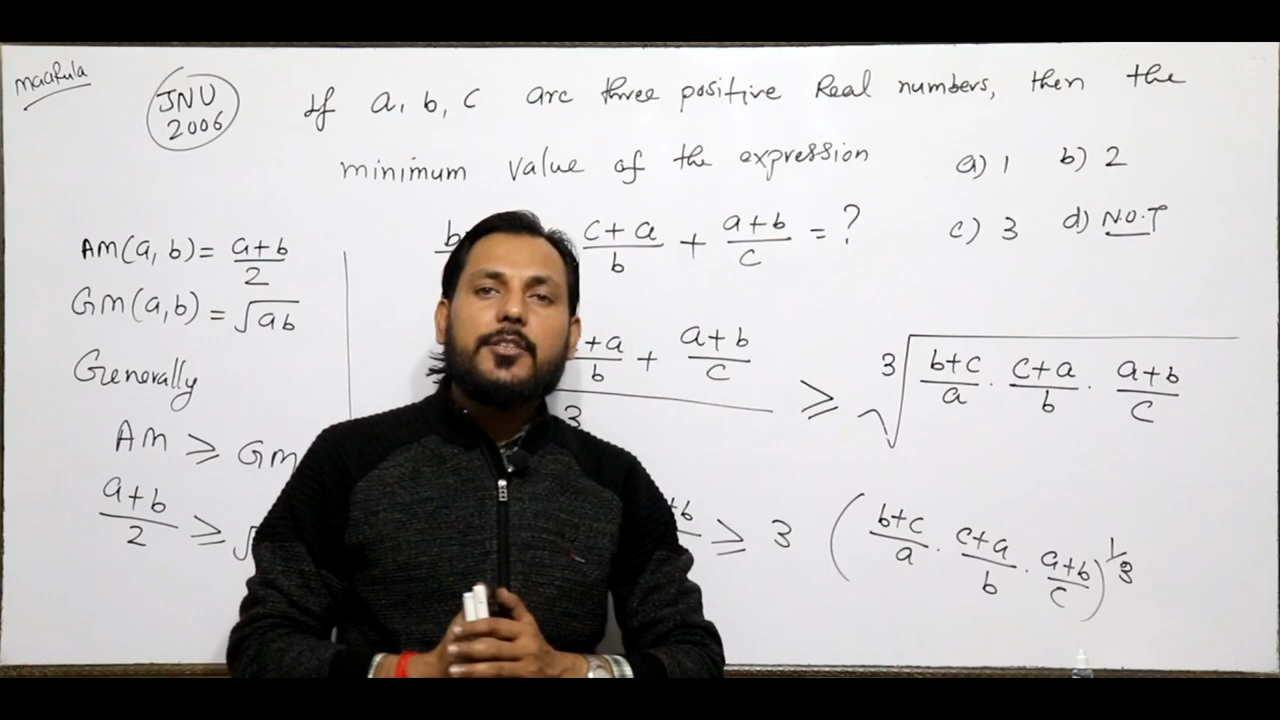 maarula
JNU
2006
If a, b, c are three positive Real numbers, then the
minimum value of the expression
a) 1 b) 2
c) 3 d) N.O.T
b c+a/b + a+b/c = ?
AM(a, b) = a+b/2
GM(a,b) = √ab
Generally
AM ≥ GM
a+b/2 ≥ √
+a/b + a+b/c
3
≥ ∛(b+c/a · c+a/b · a+b/c)
+b ≥ 3 (b+c/a · c+a/b · a+b/c)^1/3